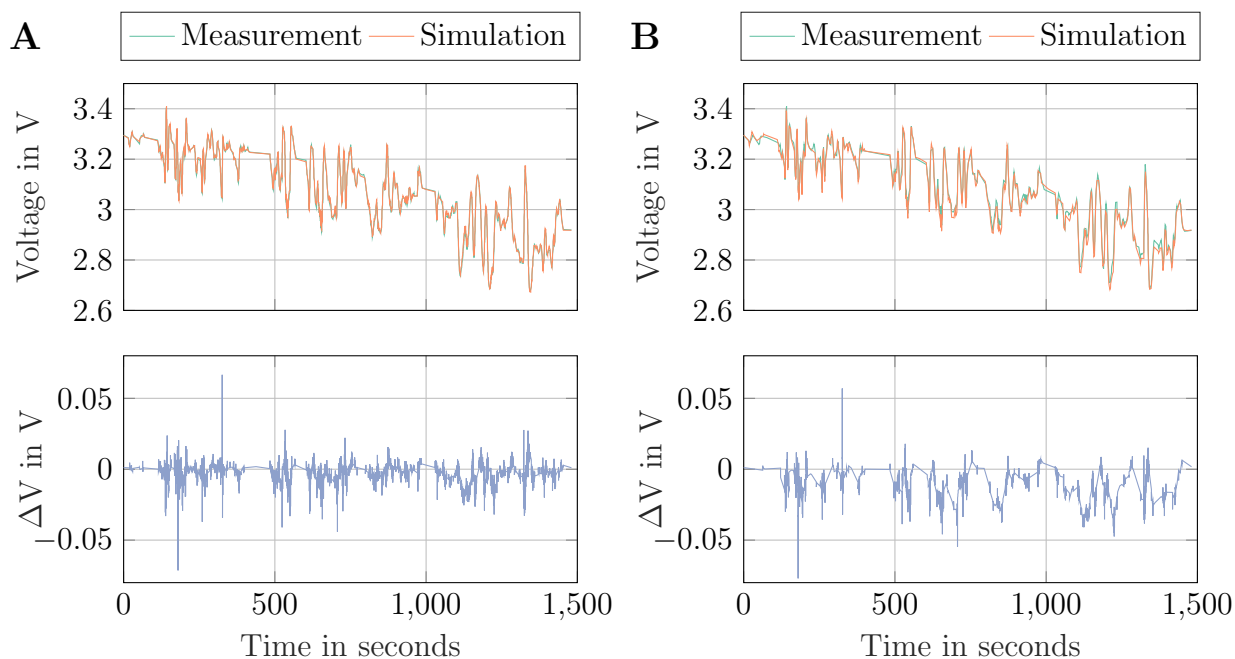 A
Measurement Simulation
3.4
3.2
3
2.8
2.6
Voltage in V
0.05
0
−0.05
ΔV in V
0 500 1,000 1,500
Time in seconds
B
Measurement Simulation
3.4
3.2
3
2.8
2.6
Voltage in V
0.05
0
−0.05
ΔV in V
0 500 1,000 1,500
Time in seconds